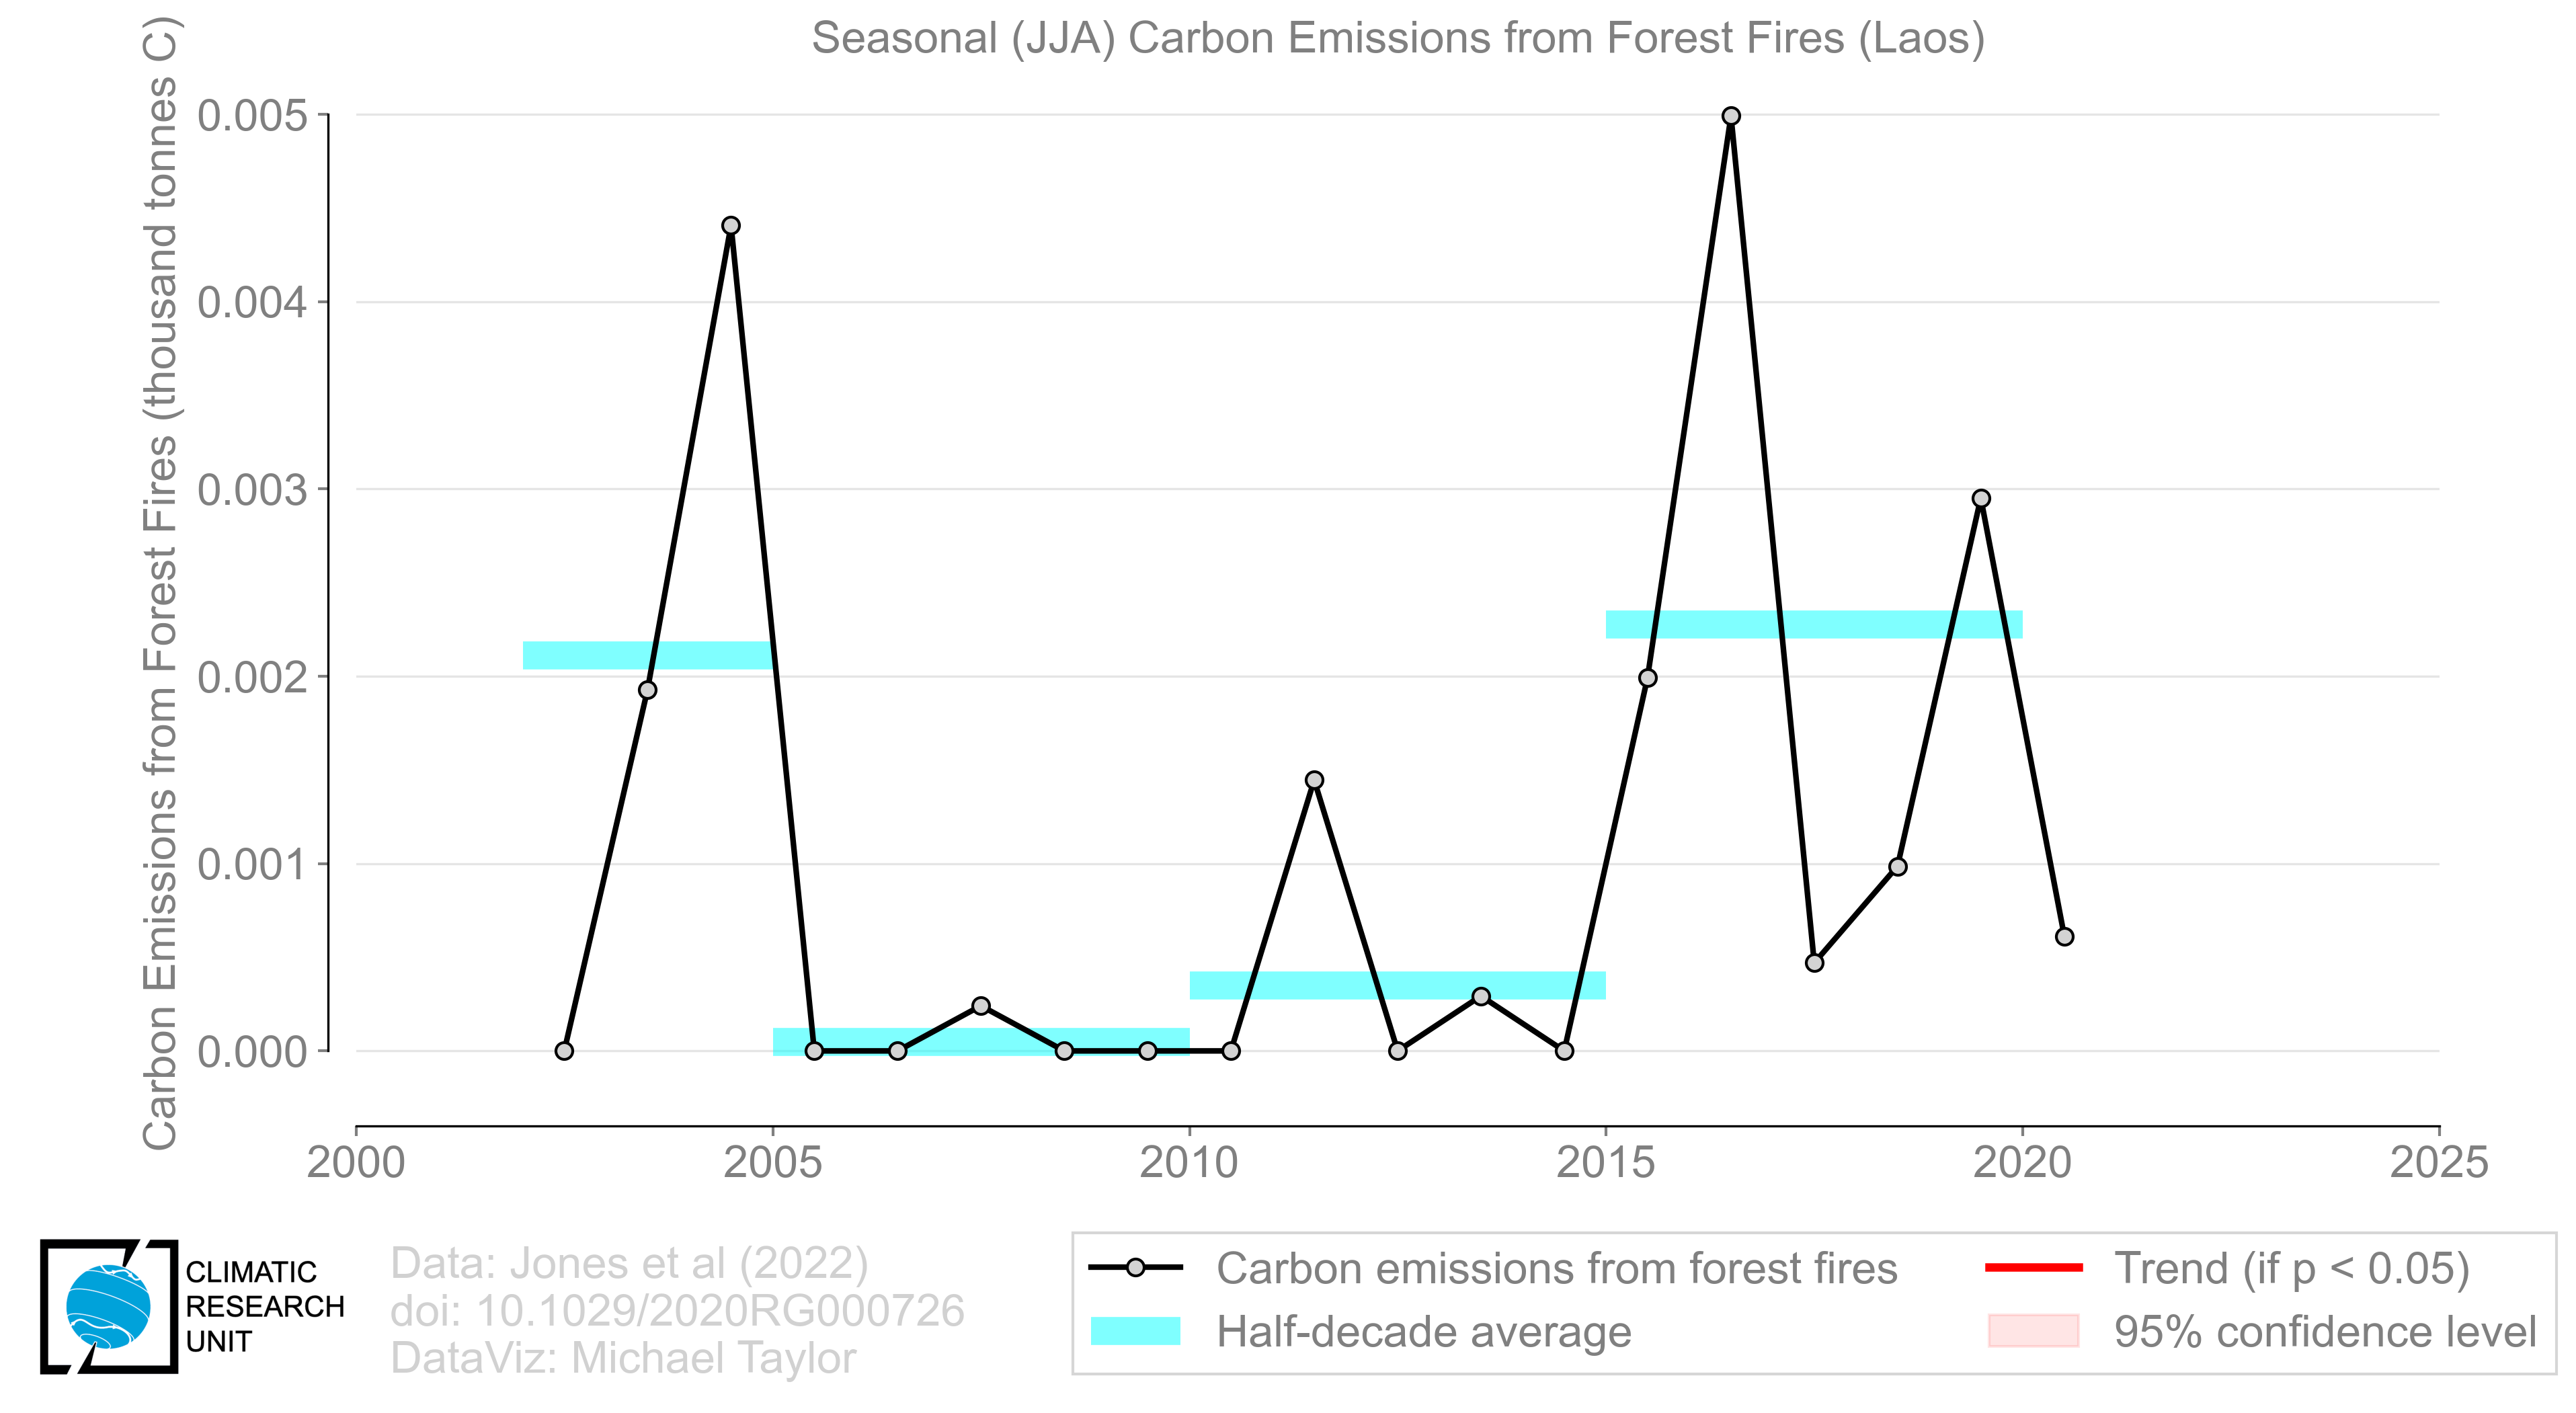 Seasonal (JJA) Carbon Emissions from Forest Fires (Laos)
Carbon Emissions from Forest Fires (thousand tonnes C)
0.005
0.004
0.003
0.002
0.001
0.000
2000
2005
2010
2015
2020
2025
CLIMATIC
RESEARCH
UNIT
Data: Jones et al (2022)
doi: 10.1029/2020RG000726
DataViz: Michael Taylor
Carbon emissions from forest fires
Half-decade average
Trend (if p < 0.05)
95% confidence level